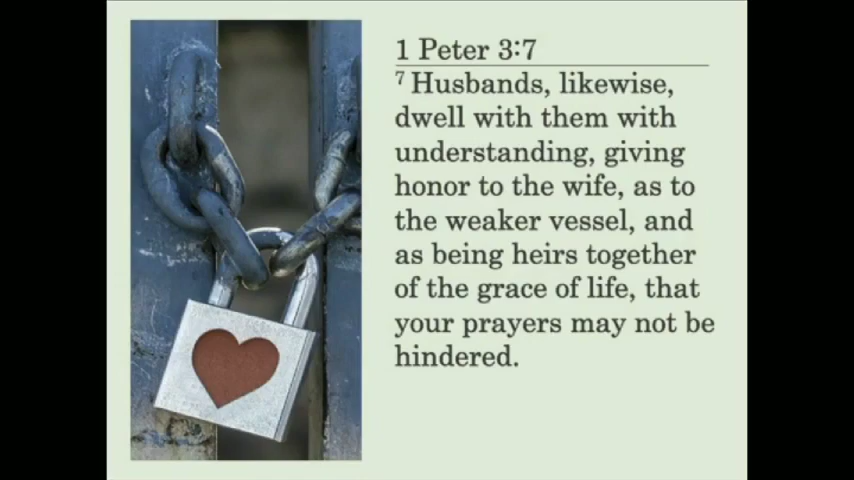 1 Peter 3:7
7 Husbands, likewise,
dwell with them with
understanding, giving
honor to the wife, as to
the weaker vessel, and
as being heirs together
of the grace of life, that
your prayers may not be
hindered.